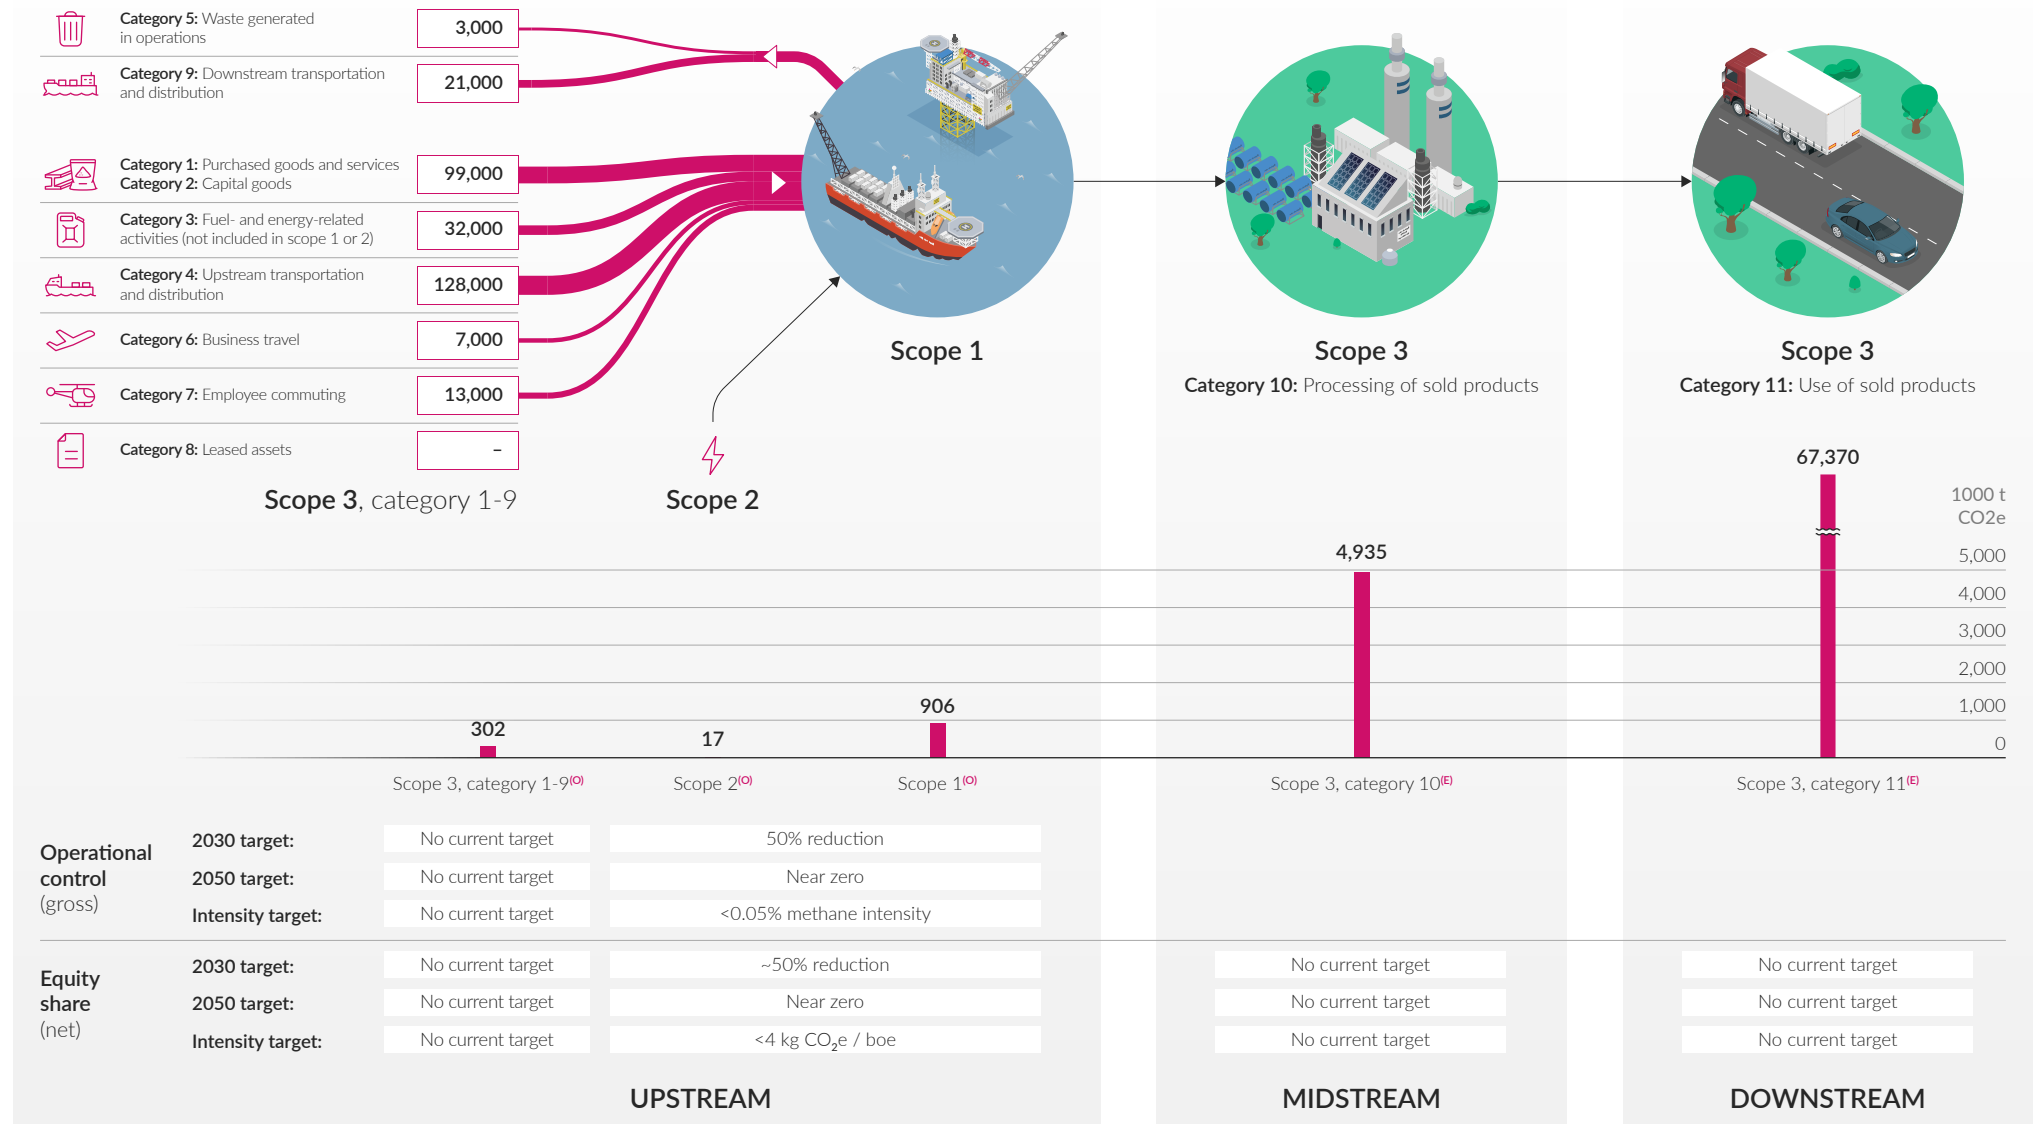 Category 5: Waste generated
in operations
3,000
Category 9: Downstream transportation
and distribution
21,000
Category 1: Purchased goods and services
Category 2: Capital goods
99,000
Category 3: Fuel- and energy-related
activities (not included in scope 1 or 2)
32,000
Category 4: Upstream transportation
and distribution
128,000
Category 6: Business travel
7,000
Category 7: Employee commuting
13,000
Category 8: Leased assets
–
Scope 3, category 1-9
Scope 2
Scope 1
Scope 3
Category 10: Processing of sold products
Scope 3
Category 11: Use of sold products
1000 t
CO2e
5,000
4,000
3,000
2,000
1,000
0
302
17
906
4,935
67,370
Scope 3, category 1-9(O)
Scope 2(O)
Scope 1(O)
Scope 3, category 10(E)
Scope 3, category 11(E)
Operational
control
(gross)
2030 target:
No current target
50% reduction
2050 target:
No current target
Near zero
Intensity target:
No current target
<0.05% methane intensity
Equity
share
(net)
2030 target:
No current target
~50% reduction
No current target
No current target
2050 target:
No current target
Near zero
No current target
No current target
Intensity target:
No current target
<4 kg CO2e / boe
No current target
No current target
UPSTREAM
MIDSTREAM
DOWNSTREAM